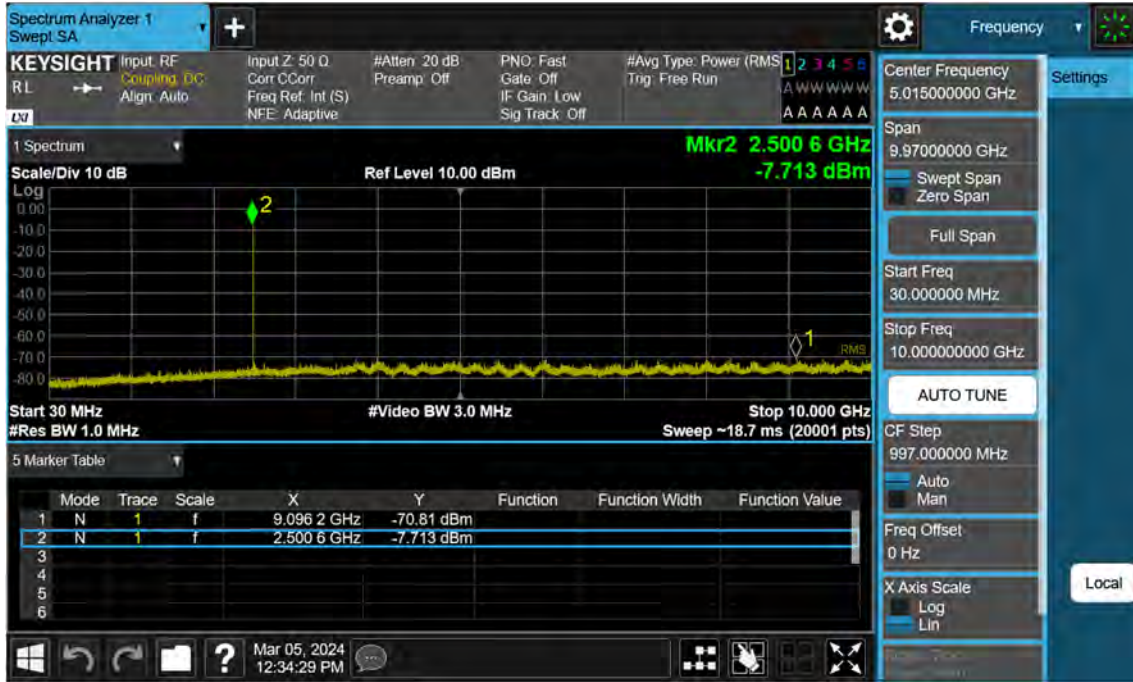 Spectrum Analyzer 1
Swept SA
Frequency
KEYSIGHT
RL
LXI
Input: RF
Coupling: DC
Align: Auto
Input Z: 50 Ω
Corr CCorr
Freq Ref: Int (S)
NFE: Adaptive
#Atten: 20 dB
Preamp: Off
PNO: Fast
Gate: Off
IF Gain: Low
Sig Track: Off
#Avg Type: Power (RMS
Trig: Free Run
1 2 3 4 5 6
A W W W W W
A A A A A A
1 Spectrum
Scale/Div 10 dB
Ref Level 10.00 dBm
Mkr2 2.500 6 GHz
-7.713 dBm
Log
0.00
-10.0
-20.0
-30.0
-40.0
-50.0
-60.0
-70.0
-80.0
2
1
RMS
Start 30 MHz
#Video BW 3.0 MHz
Stop 10.000 GHz
#Res BW 1.0 MHz
Sweep ~18.7 ms (20001 pts)
5 Marker Table
Mode Trace Scale X Y Function Function Width Function Value
1 N 1 f 9.096 2 GHz -70.81 dBm
2 N 1 f 2.500 6 GHz -7.713 dBm
3
4
5
6
Mar 05, 2024
12:34:29 PM
?
Center Frequency
5.015000000 GHz
Settings
Span
9.97000000 GHz
Swept Span
Zero Span
Full Span
Start Freq
30.000000 MHz
Stop Freq
10.000000000 GHz
AUTO TUNE
CF Step
997.000000 MHz
Auto
Man
Freq Offset
0 Hz
X Axis Scale
Log
Lin
Local